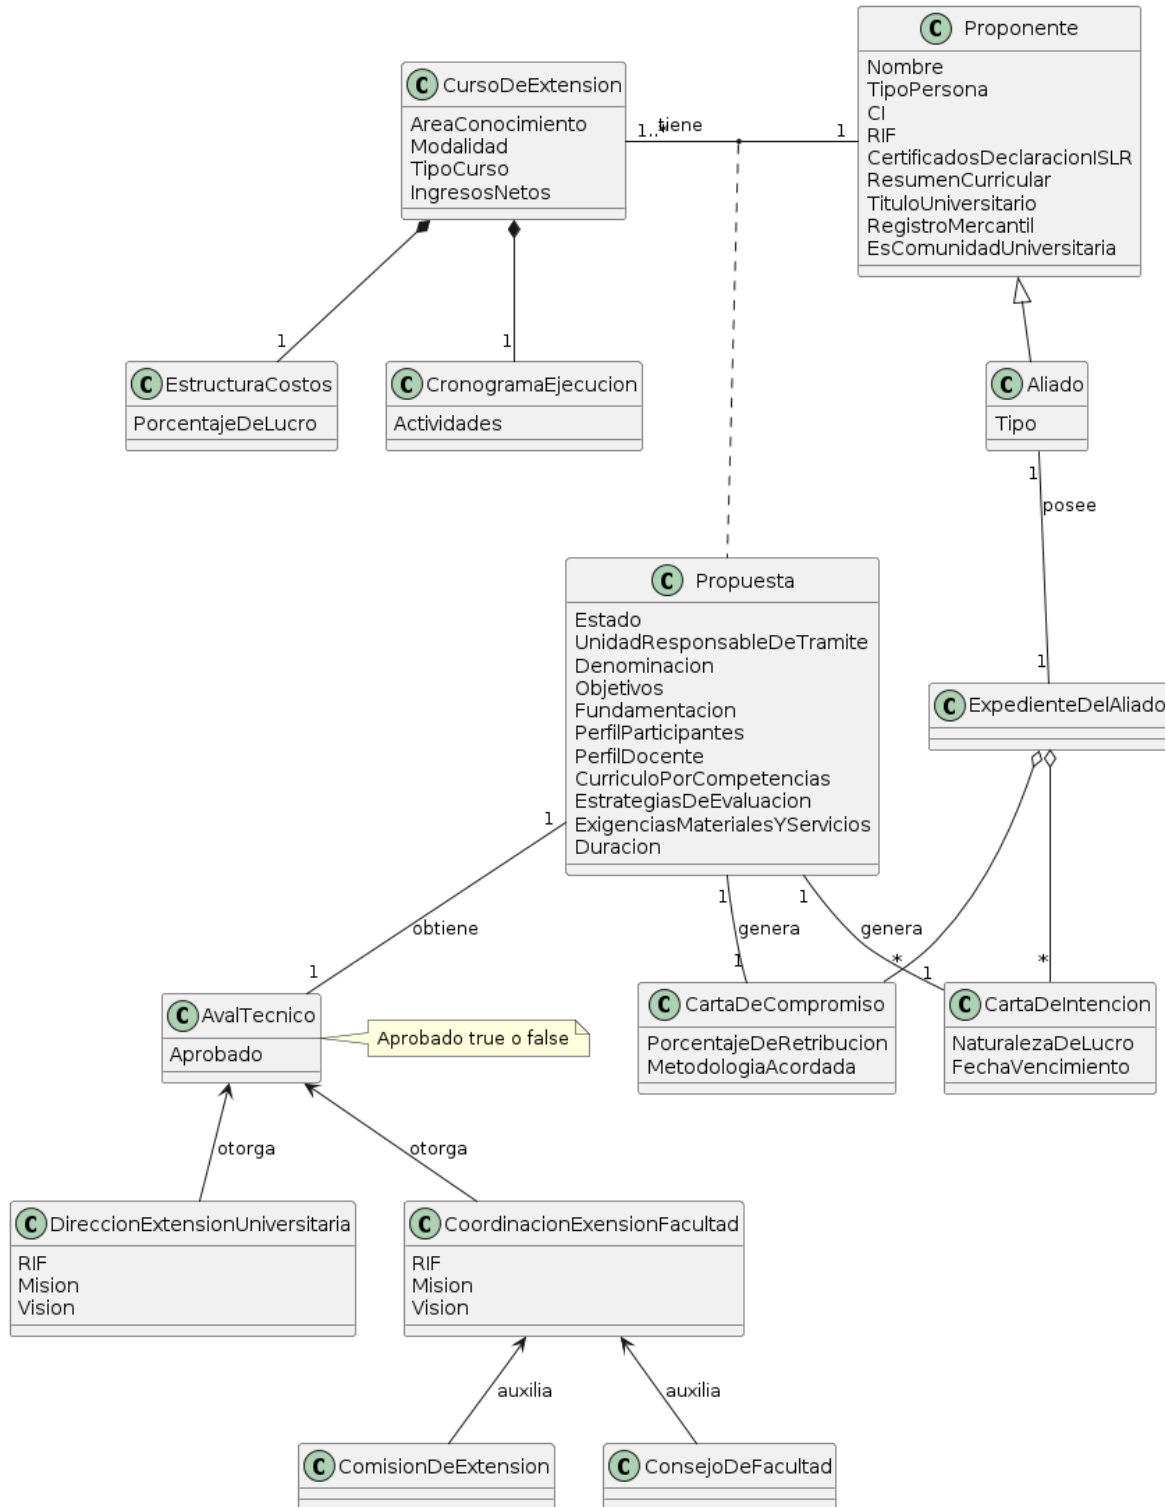 C Proponente
Nombre
TipoPersona
CI
RIF
CertificadosDeclaracionISLR
ResumenCurricular
TituloUniversitario
RegistroMercantil
EsComunidadUniversitaria
C CursoDeExtension
AreaConocimiento
Modalidad
TipoCurso
IngresosNetos
1..* tiene 1
1
1
C EstructuraCostos
PorcentajeDeLucro
C CronogramaEjecucion
Actividades
C Aliado
Tipo
1
posee
1
C Propuesta
Estado
UnidadResponsableDeTramite
Denominacion
Objetivos
Fundamentacion
PerfilParticipantes
PerfilDocente
CurriculoPorCompetencias
EstrategiasDeEvaluacion
ExigenciasMaterialesYServicios
Duracion
C ExpedienteDelAliado
1
obtiene
1
1
genera
1
1
genera
1
*
*
C AvalTecnico
Aprobado
Aprobado true o false
C CartaDeCompromiso
PorcentajeDeRetribucion
MetodologiaAcordada
C CartaDeIntencion
NaturalezaDeLucro
FechaVencimiento
otorga
otorga
C DireccionExtensionUniversitaria
RIF
Mision
Vision
C CoordinacionExensionFacultad
RIF
Mision
Vision
auxilia
auxilia
C ComisionDeExtension
C ConsejoDeFacultad